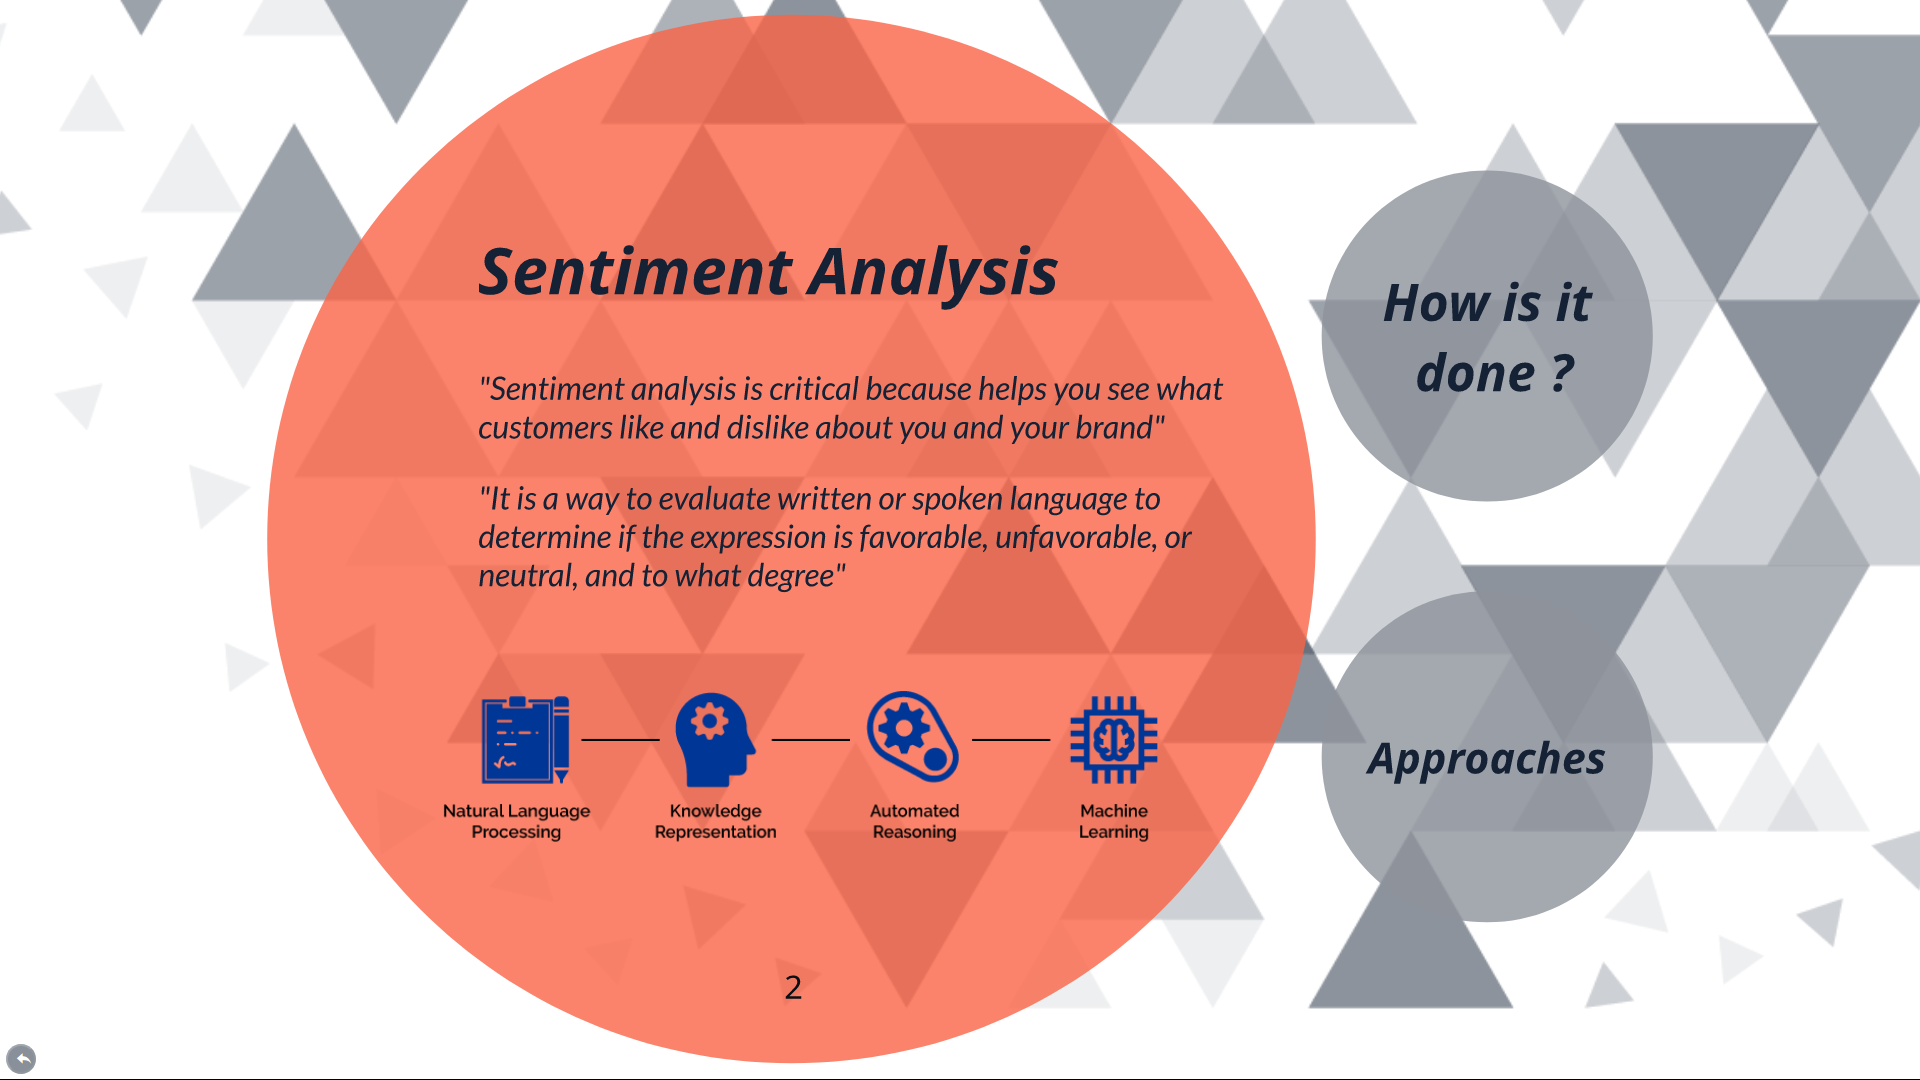 Sentiment Analysis
"Sentiment analysis is critical because helps you see what
customers like and dislike about you and your brand"
"It is a way to evaluate written or spoken language to
determine if the expression is favorable, unfavorable, or
neutral, and to what degree"
Natural Language
Processing
Knowledge
Representation
Automated
Reasoning
Machine
Learning
2
How is it
done ?
Approaches